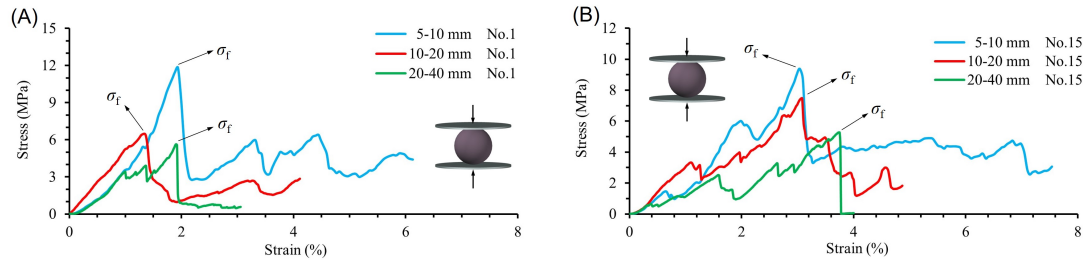 (A)
15
12
9
6
3
0
Stress (MPa)
0
2
4
6
8
Strain (%)
σf
σf
σf
5-10 mm No.1
10-20 mm No.1
20-40 mm No.1
(B)
12
10
8
6
4
2
0
Stress (MPa)
0
2
4
6
8
Strain (%)
σf
σf
σf
5-10 mm No.15
10-20 mm No.15
20-40 mm No.15